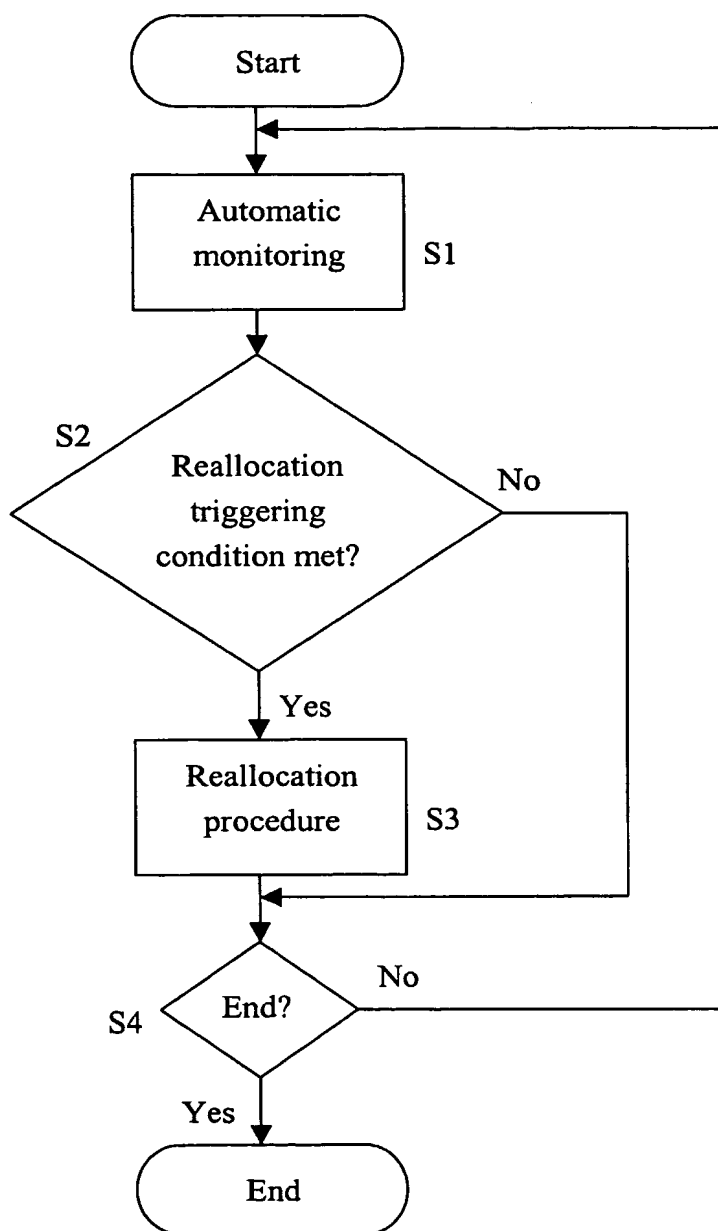 Start
Automatic
monitoring
S1
S2
Reallocation
triggering
condition met?
No
Yes
Reallocation
procedure
S3
End?
No
S4
Yes
End